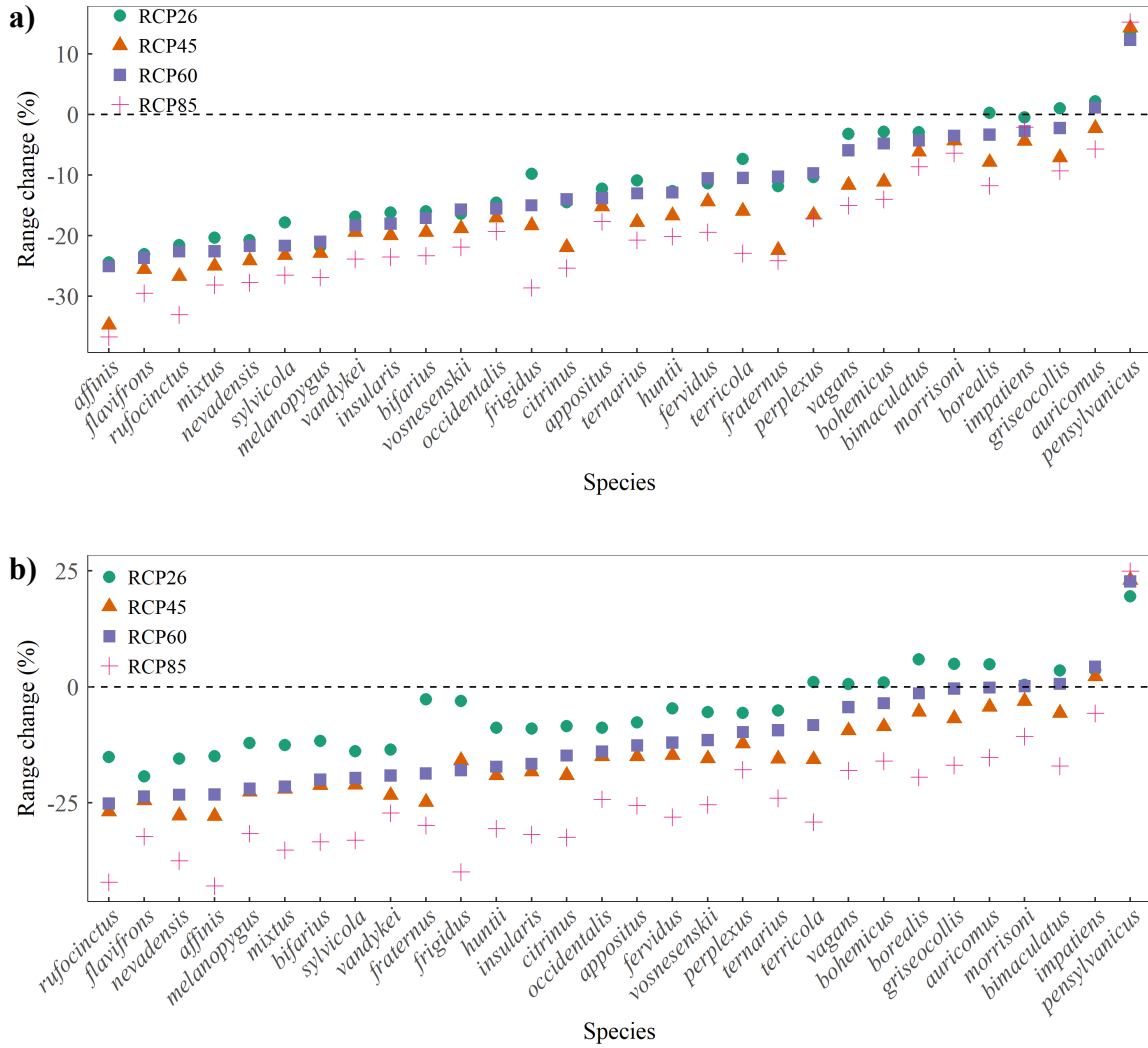 a)
RCP26
RCP45
RCP60
RCP85
10
0
-10
-20
-30
Range change (%)
affinis
flavifrons
rufocinctus
mixtus
nevadensis
sylvicola
melanopygus
vandykei
insularis
bifarius
vosnesenskii
occidentalis
frigidus
citrinus
appositus
ternarius
huntii
fervidus
terricola
fraternus
perplexus
vagans
bohemicus
bimaculatus
morrisoni
borealis
impatiens
griseocollis
auricomus
pensylvanicus
Species
b)
RCP26
RCP45
RCP60
RCP85
25
0
-25
Range change (%)
rufocinctus
flavifrons
nevadensis
affinis
melanopygus
mixtus
bifarius
sylvicola
vandykei
fraternus
frigidus
huntii
insularis
citrinus
occidentalis
appositus
fervidus
vosnesenskii
perplexus
ternarius
terricola
vagans
bohemicus
borealis
griseocollis
auricomus
morrisoni
bimaculatus
impatiens
pensylvanicus
Species